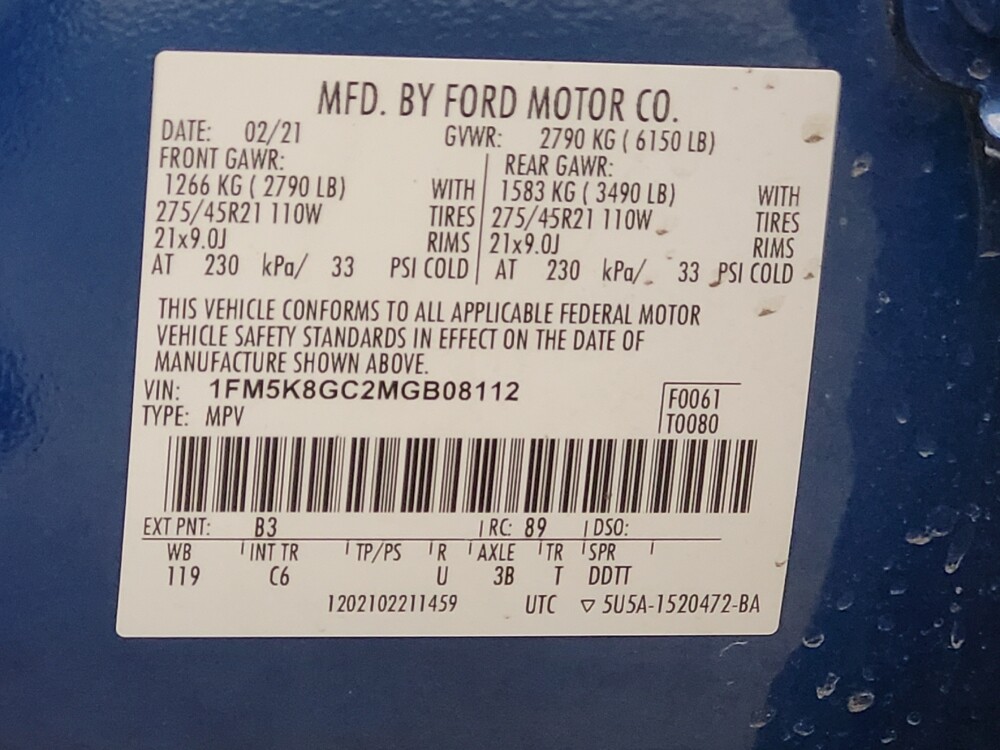 MFD. BY FORD MOTOR CO.
DATE: 02/21 GVWR: 2790 KG ( 6150 LB)
FRONT GAWR: REAR GAWR:
1266 KG ( 2790 LB) WITH 1583 KG ( 3490 LB) WITH
275/45R21 110W TIRES 275/45R21 110W TIRES
21x9.0J RIMS 21x9.0J RIMS
AT 230 kPa/ 33 PSI COLD AT 230 kPa/ 33 PSI COLD
THIS VEHICLE CONFORMS TO ALL APPLICABLE FEDERAL MOTOR
VEHICLE SAFETY STANDARDS IN EFFECT ON THE DATE OF
MANUFACTURE SHOWN ABOVE.
VIN: 1FM5K8GC2MGB08112 F0061
TYPE: MPV T0080
EXT PNT: B3 RC: 89 DSO:
WB INT TR TP/PS R AXLE TR SPR
119 C6 U 3B T DDTT
1202102211459 UTC ▽ 5U5A-1520472-BA